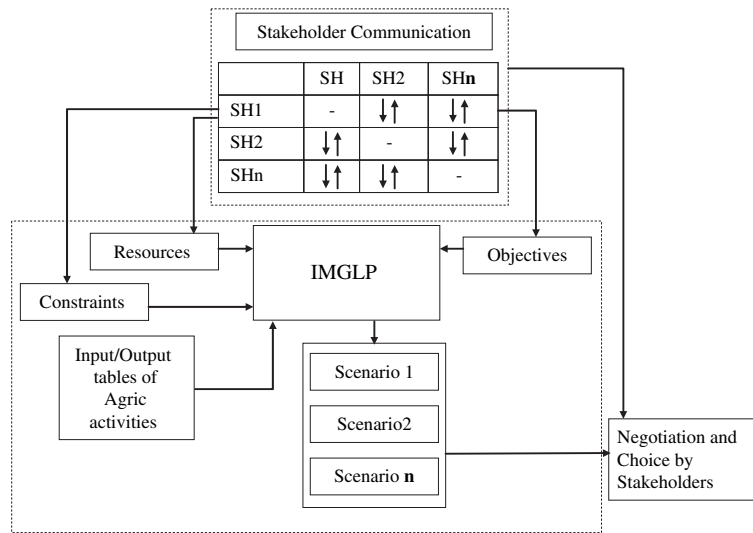 Stakeholder Communication
SH SH2 SHn
SH1 - ↓↑ ↓↑
SH2 ↓↑ - ↓↑
SHn ↓↑ ↓↑ -
Resources
IMGLP
Objectives
Constraints
Input/Output
tables of
Agric
activities
Scenario 1
Scenario2
Scenario n
Negotiation and
Choice by
Stakeholders